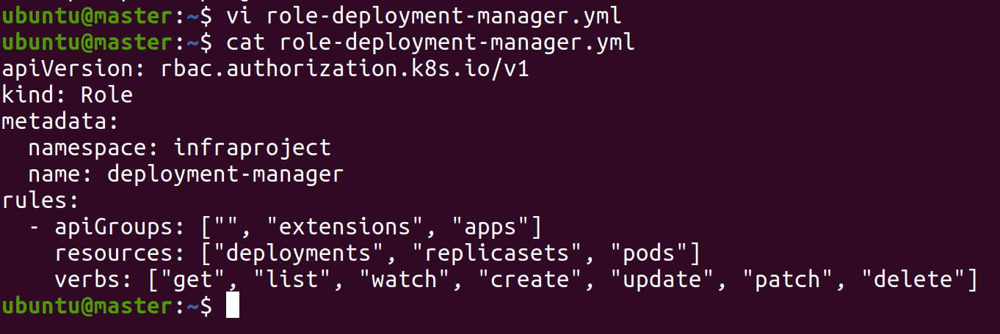 ubuntu@master:~$ vi role-deployment-manager.yml
ubuntu@master:~$ cat role-deployment-manager.yml
apiVersion: rbac.authorization.k8s.io/v1
kind: Role
metadata:
  namespace: infraproject
  name: deployment-manager
rules:
  - apiGroups: ["", "extensions", "apps"]
    resources: ["deployments", "replicasets", "pods"]
    verbs: ["get", "list", "watch", "create", "update", "patch", "delete"]
ubuntu@master:~$